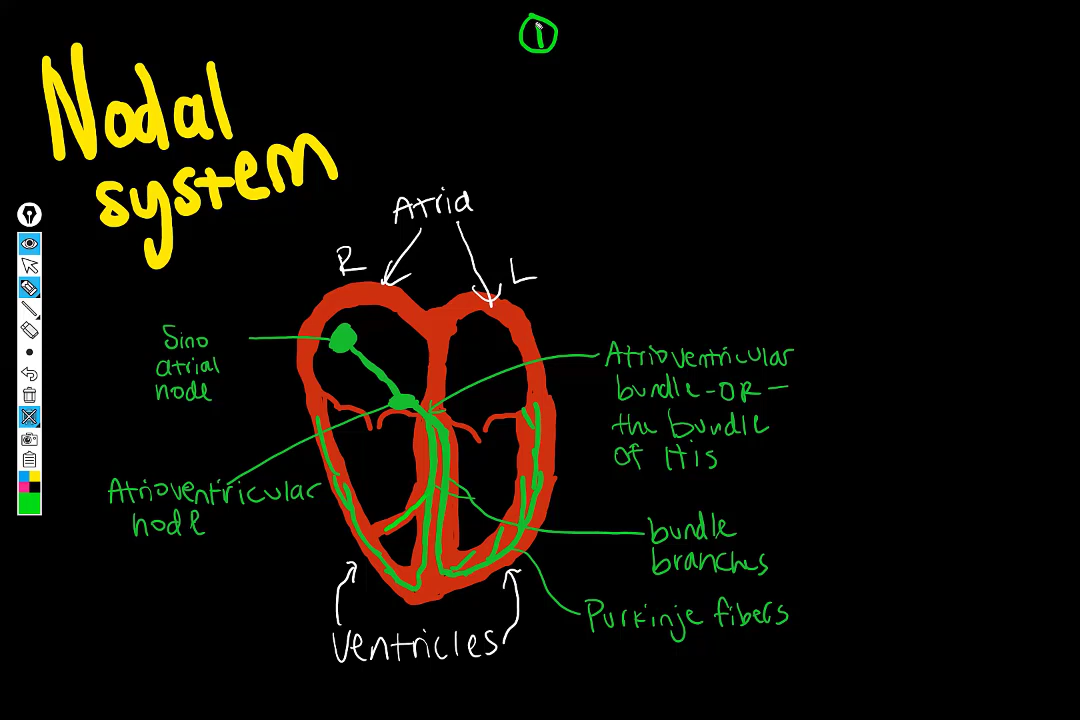 1
Nodal
system
Atria
R
L
Sino
atrial
node
Atrioventricular
bundle-OR-
the bundle
of His
Atrioventricular
node
bundle
branches
Purkinje fibers
Ventricles